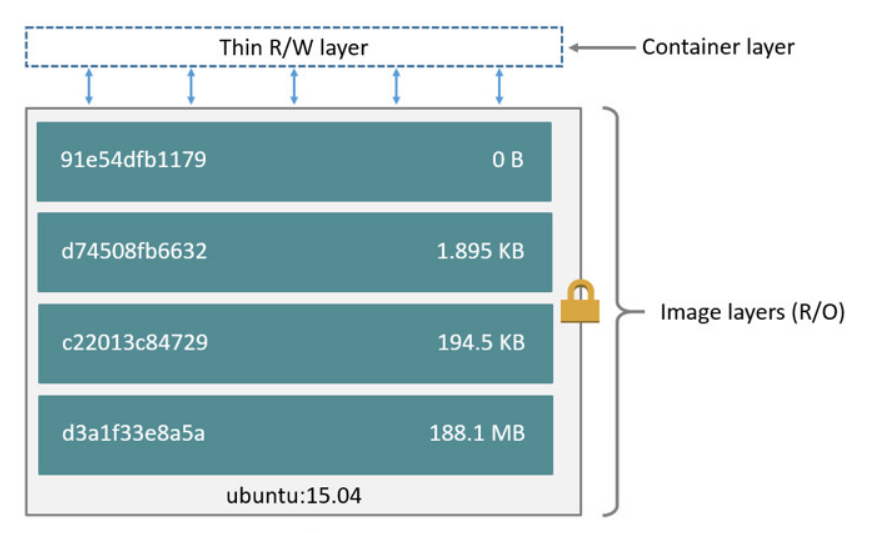 Thin R/W layer
Container layer
91e54dfb1179 0 B
d74508fb6632 1.895 KB
c22013c84729 194.5 KB
Image layers (R/O)
d3a1f33e8a5a 188.1 MB
ubuntu:15.04